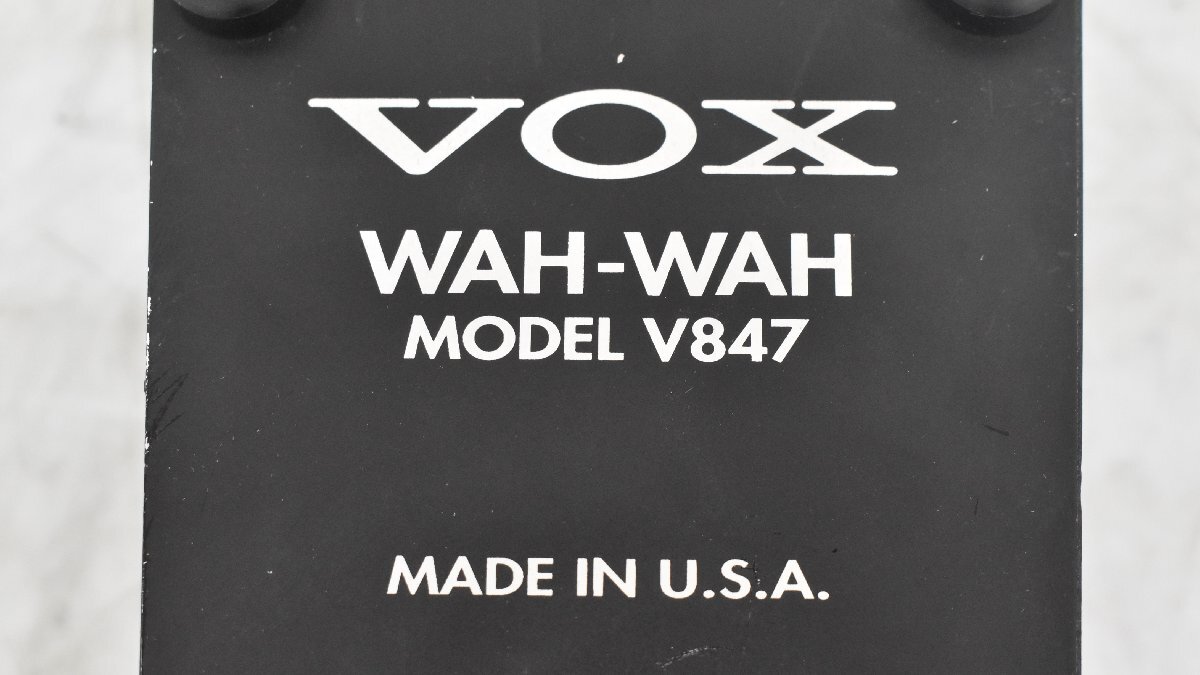 VOX
WAH-WAH
MODEL V847
MADE IN U.S.A.